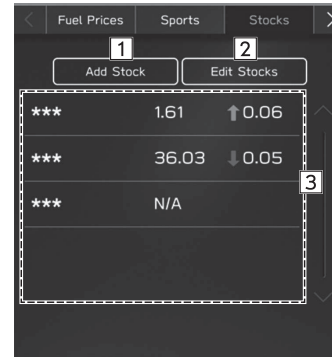 Fuel Prices Sports Stocks
1 2
Add Stock Edit Stocks
*** 1.61 ⬆0.06
*** 36.03 ⬇0.05
3
*** N/A